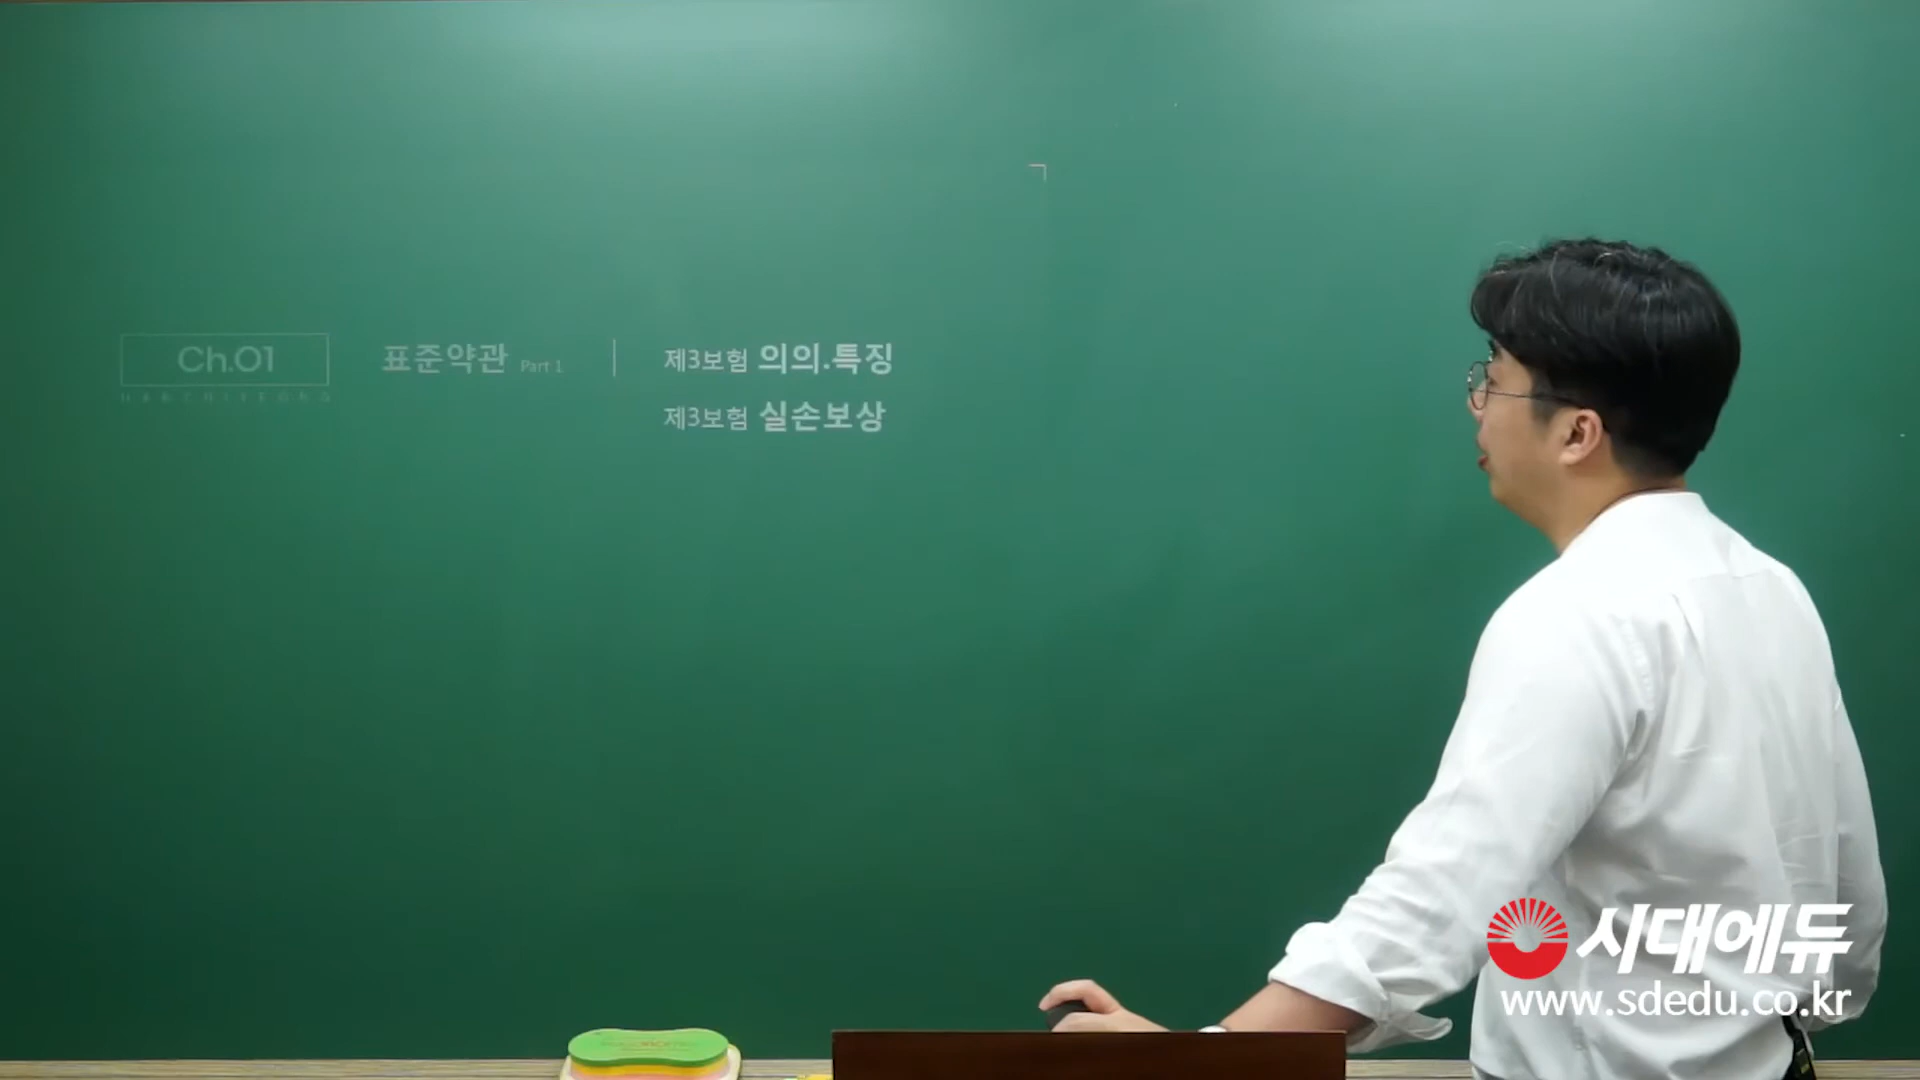 Ch.01
표준약관 Part 1
제3보험 의의.특징
제3보험 실손보상
시대에듀
www.sdedu.co.kr